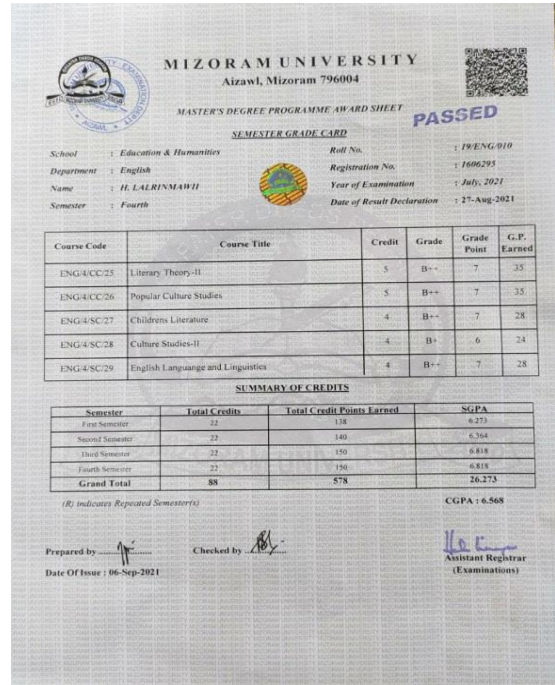 MIZORAM UNIVERSITY
Aizawl, Mizoram 796004
MASTER'S DEGREE PROGRAMME AWARD SHEET
PASSED
SEMESTER GRADE CARD
School : Education & Humanities Roll No. : 19/ENG/010
Department : English Registration No. : 1606295
Name : H. LALRINMAWII Year of Examination : July, 2021
Semester : Fourth Date of Result Declaration : 27-Aug-2021
Course Code Course Title Credit Grade Grade Point G.P. Earned
ENG/4/CC/25 Literary Theory-II 5 B++ 7 35
ENG/4/CC/26 Popular Culture Studies 5 B++ 7 35
ENG/4/SC/27 Childrens Literature 4 B++ 7 28
ENG/4/SC/28 Culture Studies-II 4 B+ 6 24
ENG/4/SC/29 English Languange and Linguistics 4 B++ 7 28
SUMMARY OF CREDITS
Semester Total Credits Total Credit Points Earned SGPA
First Semester 22 138 6.273
Second Semester 22 140 6.364
Third Semester 22 150 6.818
Fourth Semester 22 150 6.818
Grand Total 88 578 26.273
(R) indicates Repeated Semester(s) CGPA : 6.568
Prepared by Checked by
Assistant Registrar
Date Of Issue : 06-Sep-2021 (Examinations)